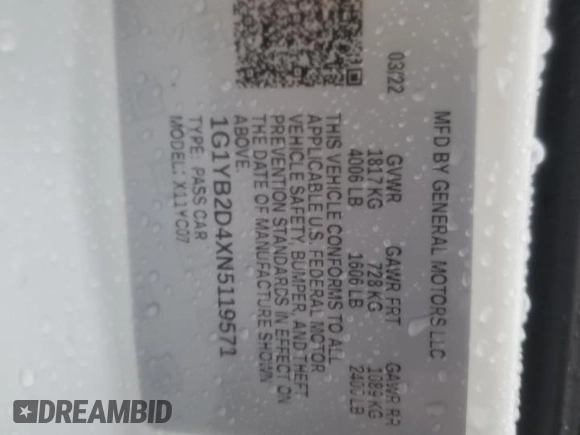 MFD BY GENERAL MOTORS LLC
03/22
GVWR GAWR FRT GAWR RR
1817 KG 728 KG 1089 KG
4006 LB 1606 LB 2400 LB
THIS VEHICLE CONFORMS TO ALL
APPLICABLE U.S. FEDERAL MOTOR
VEHICLE SAFETY, BUMPER, AND THEFT
PREVENTION STANDARDS IN EFFECT ON
THE DATE OF MANUFACTURE SHOWN
ABOVE.
1G1YB2D4XN5119571
TYPE: PASS CAR
MODEL: X11YC07
DREAMBID